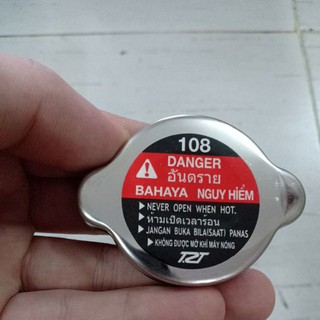 108
DANGER
อันตราย
BAHAYA NGUY HIỂM
▶ NEVER OPEN WHEN HOT.
▶ ห้ามเปิดเวลาร้อน
▶ JANGAN BUKA BILA(SAAT) PANAS
▶ KHÔNG ĐƯỢC MỞ KHI MÁY NÓNG